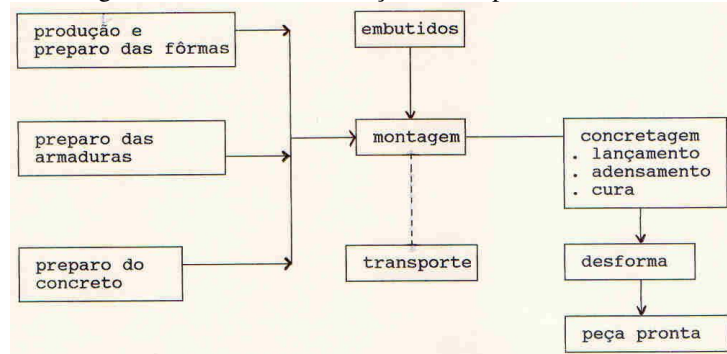 produção e
preparo das fôrmas
embutidos
preparo das
armaduras
montagem
concretagem
. lançamento
. adensamento
. cura
preparo do
concreto
transporte
desforma
peça pronta